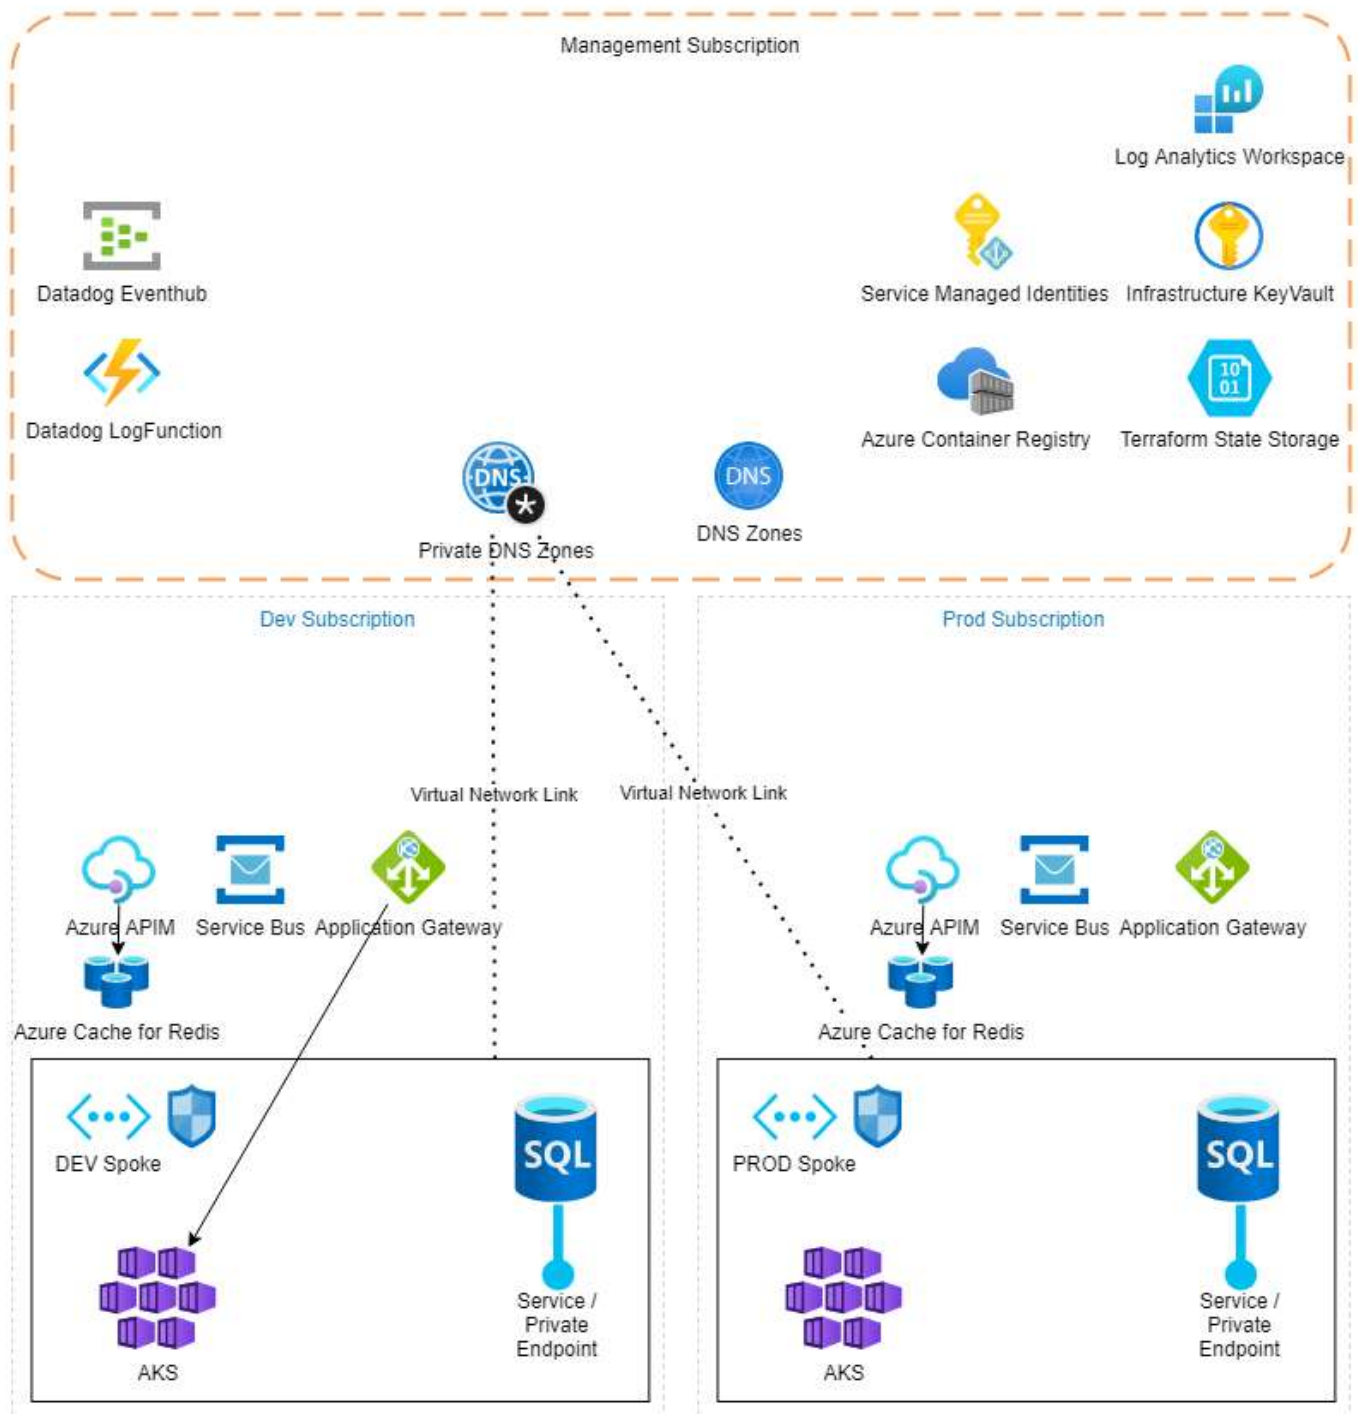 Management Subscription
Log Analytics Workspace
Datadog Eventhub
Service Managed Identities
Infrastructure KeyVault
10
01
Datadog LogFunction
Azure Container Registry
Terraform State Storage
DNS
Private DNS Zones
DNS
DNS Zones
Dev Subscription
Prod Subscription
Virtual Network Link
Virtual Network Link
Azure APIM
Service Bus
Application Gateway
Azure Cache for Redis
Azure APIM
Service Bus
Application Gateway
Azure Cache for Redis
DEV Spoke
SQL
AKS
Service /
Private
Endpoint
PROD Spoke
SQL
AKS
Service /
Private
Endpoint